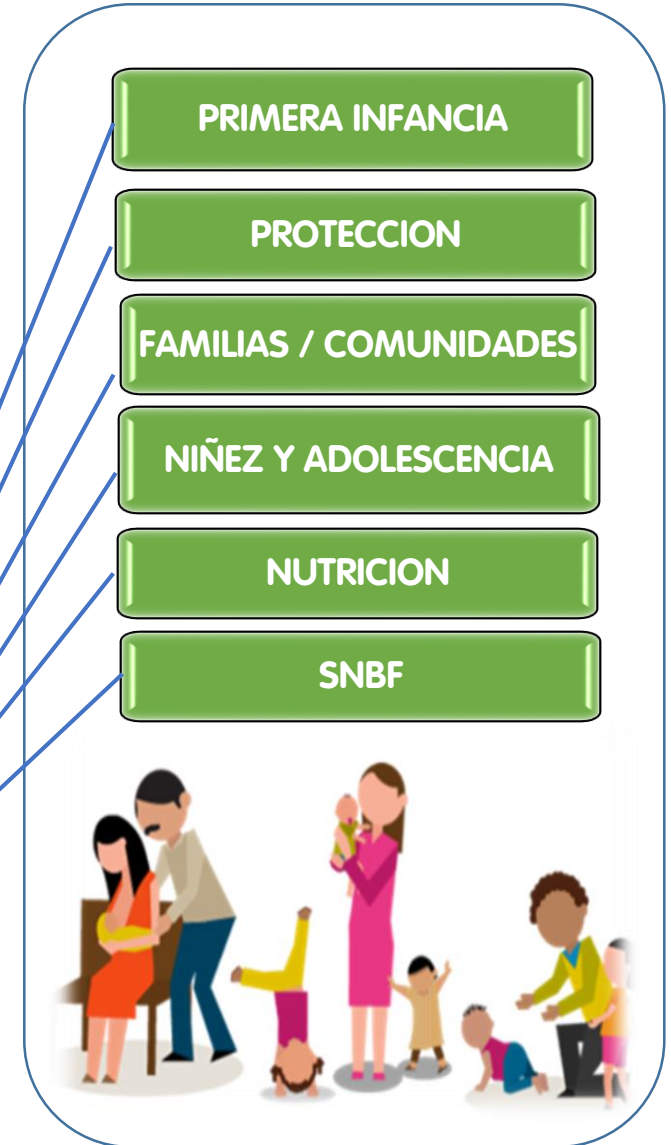 PRIMERA INFANCIA
PROTECCION
FAMILIAS / COMUNIDADES
NIÑEZ Y ADOLESCENCIA
NUTRICION
SNBF